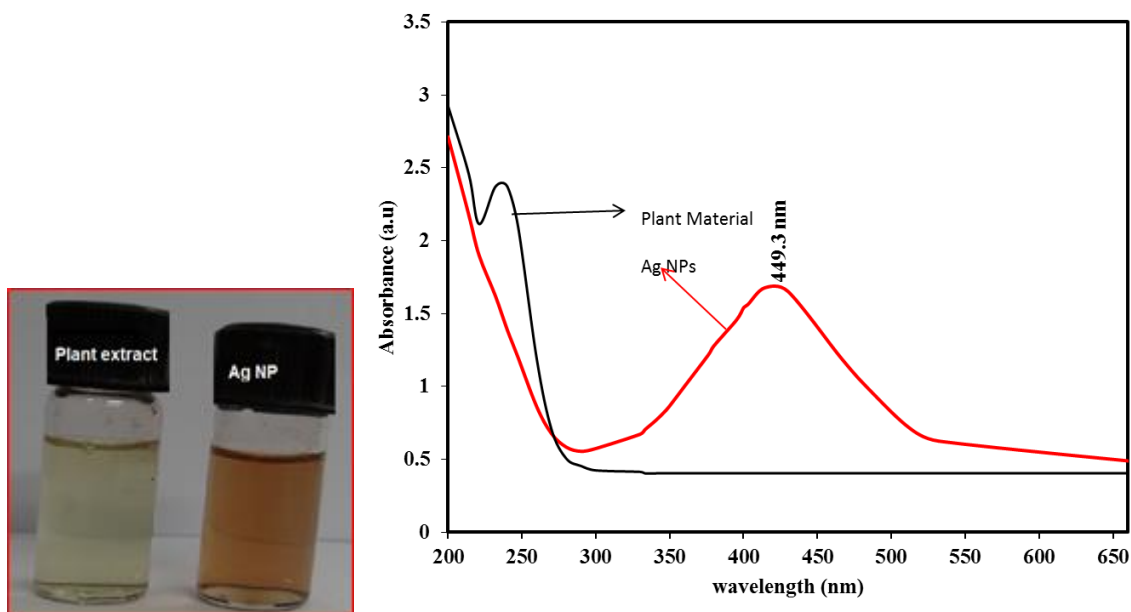 Plant extract
Ag NP
3.5
3
2.5
2
1.5
1
0.5
0
Absorbance (a.u)
Plant Material
Ag NPs
449.3 nm
200 250 300 350 400 450 500 550 600 650
wavelength (nm)